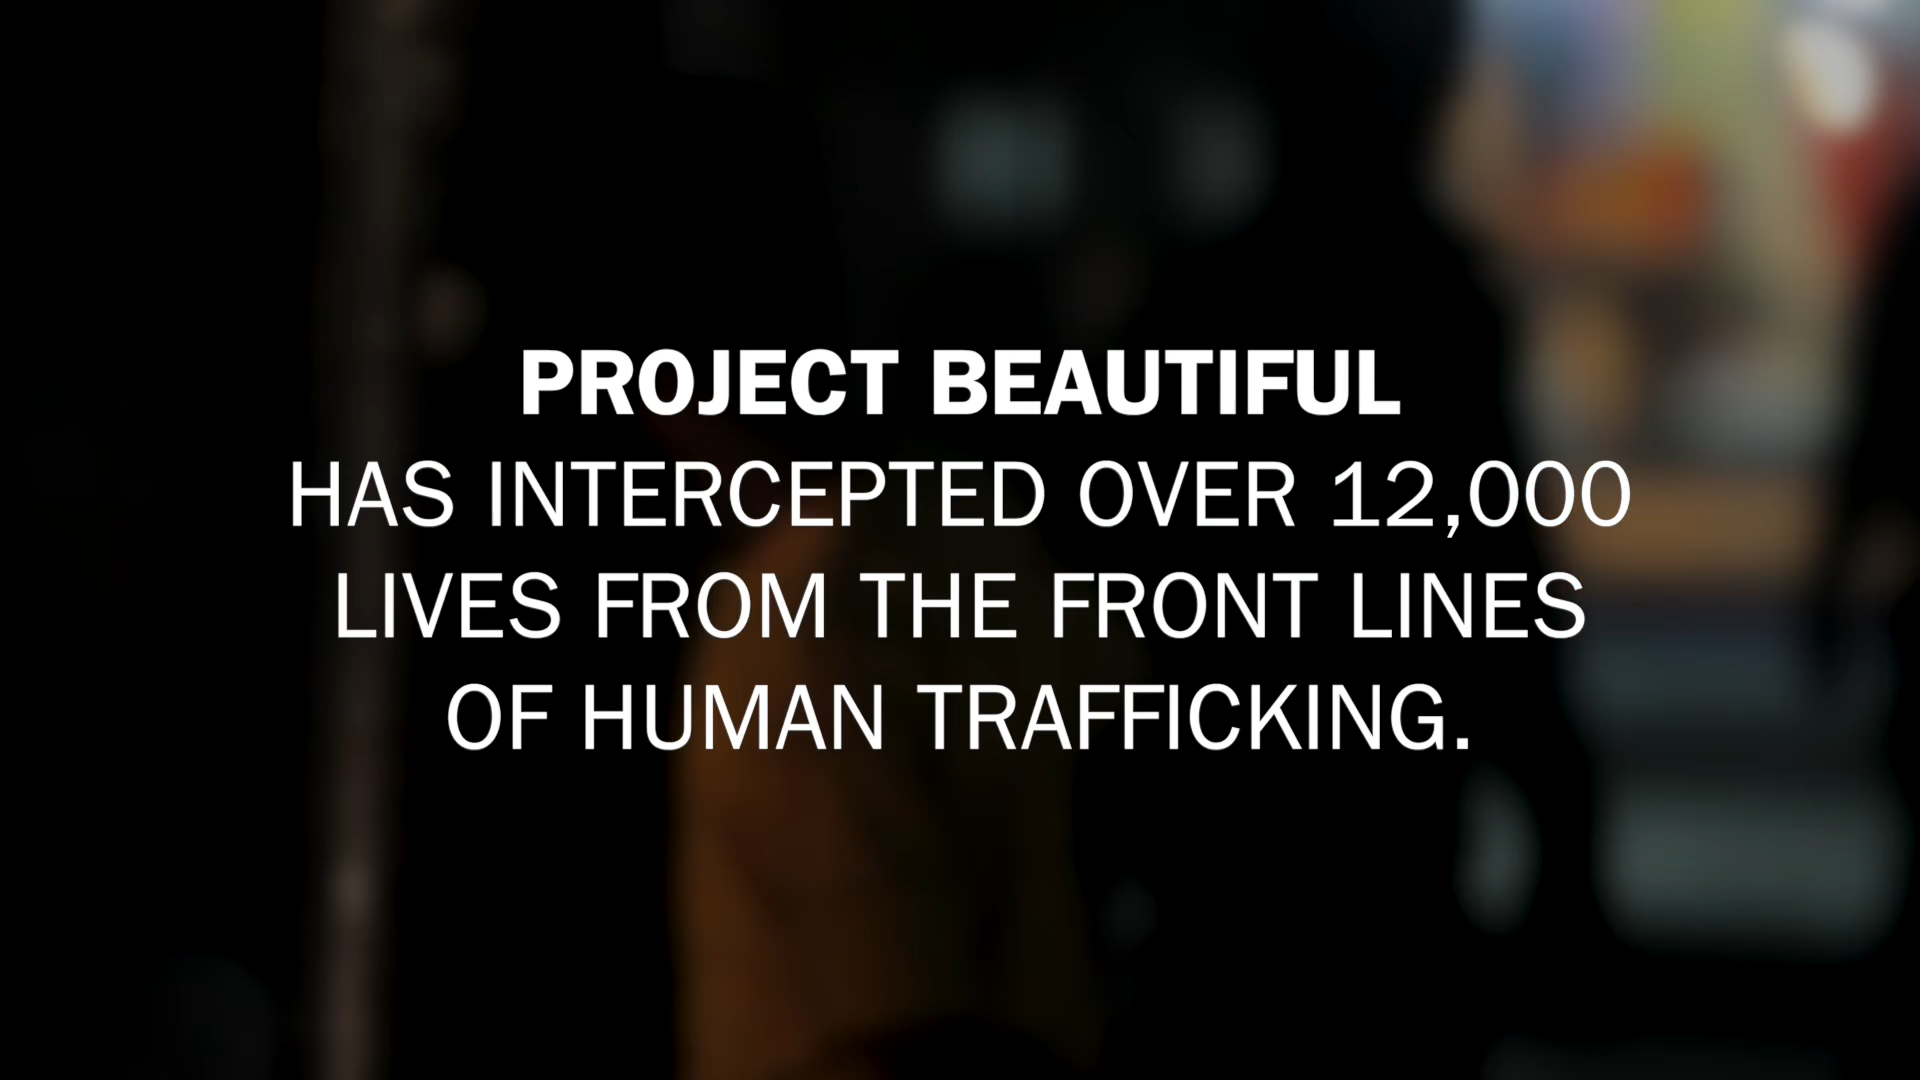 PROJECT BEAUTIFUL
HAS INTERCEPTED OVER 12,000
LIVES FROM THE FRONT LINES
OF HUMAN TRAFFICKING.